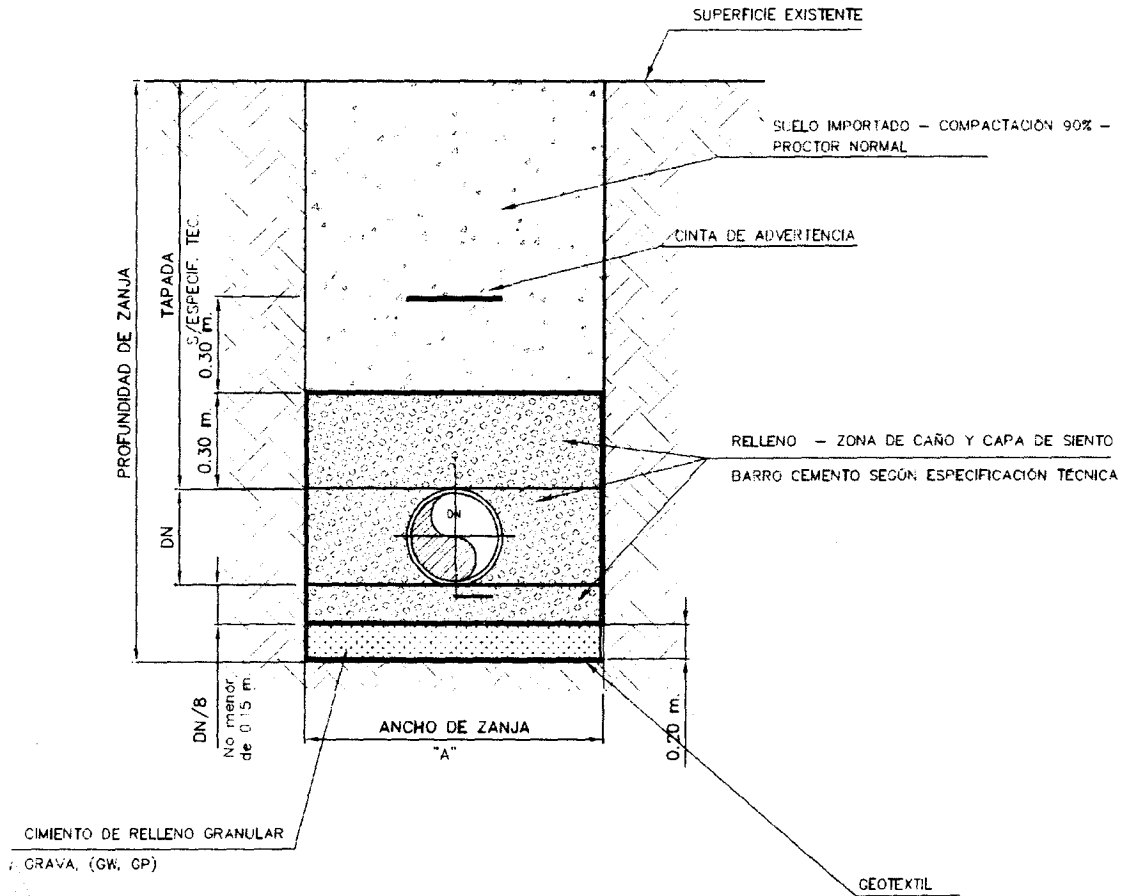 SUPERFICIE EXISTENTE
SUELO IMPORTADO – COMPACTACIÓN 90% –
PROCTOR NORMAL
CINTA DE ADVERTENCIA
PROFUNDIDAD DE ZANJA
TAPADA
S/ESPECIF. TEC.
0.30 m.
0.30 m.
RELLENO – ZONA DE CAÑO Y CAPA DE SIENTO
BARRO CEMENTO SEGÚN ESPECIFICACIÓN TÉCNICA
DN
DN
DN/8
No menor
de 0.15 m.
ANCHO DE ZANJA
"A"
0.20 m.
CIMIENTO DE RELLENO GRANULAR
GRAVA, (GW, GP)
GEOTEXTIL